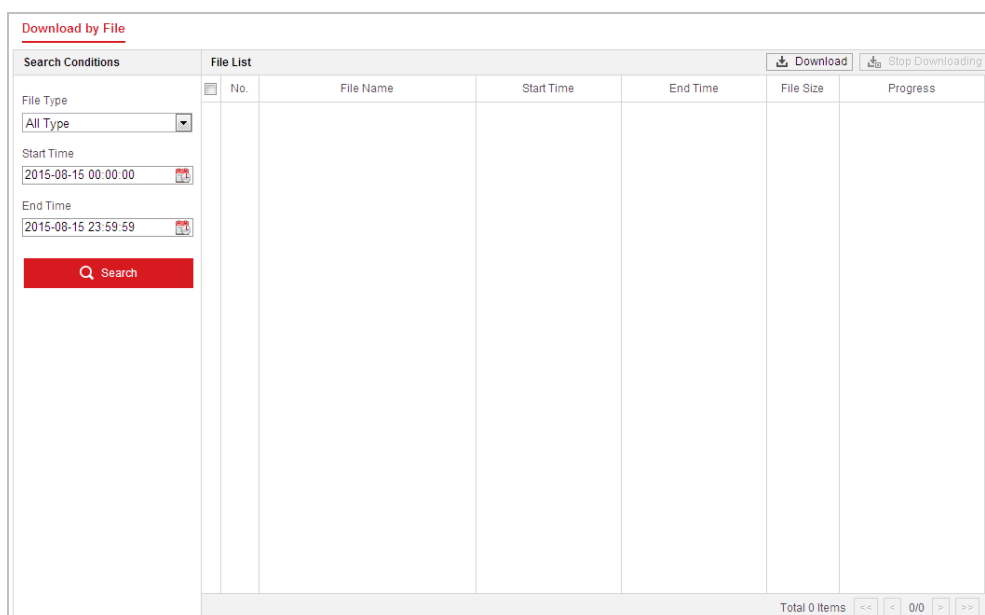 Download by File
Search Conditions
File List
Download
Stop Downloading
No.
File Name
Start Time
End Time
File Size
Progress
File Type
All Type
Start Time
2015-08-15 00:00:00
End Time
2015-08-15 23:59:59
Search
Total 0 Items << < 0/0 > >>